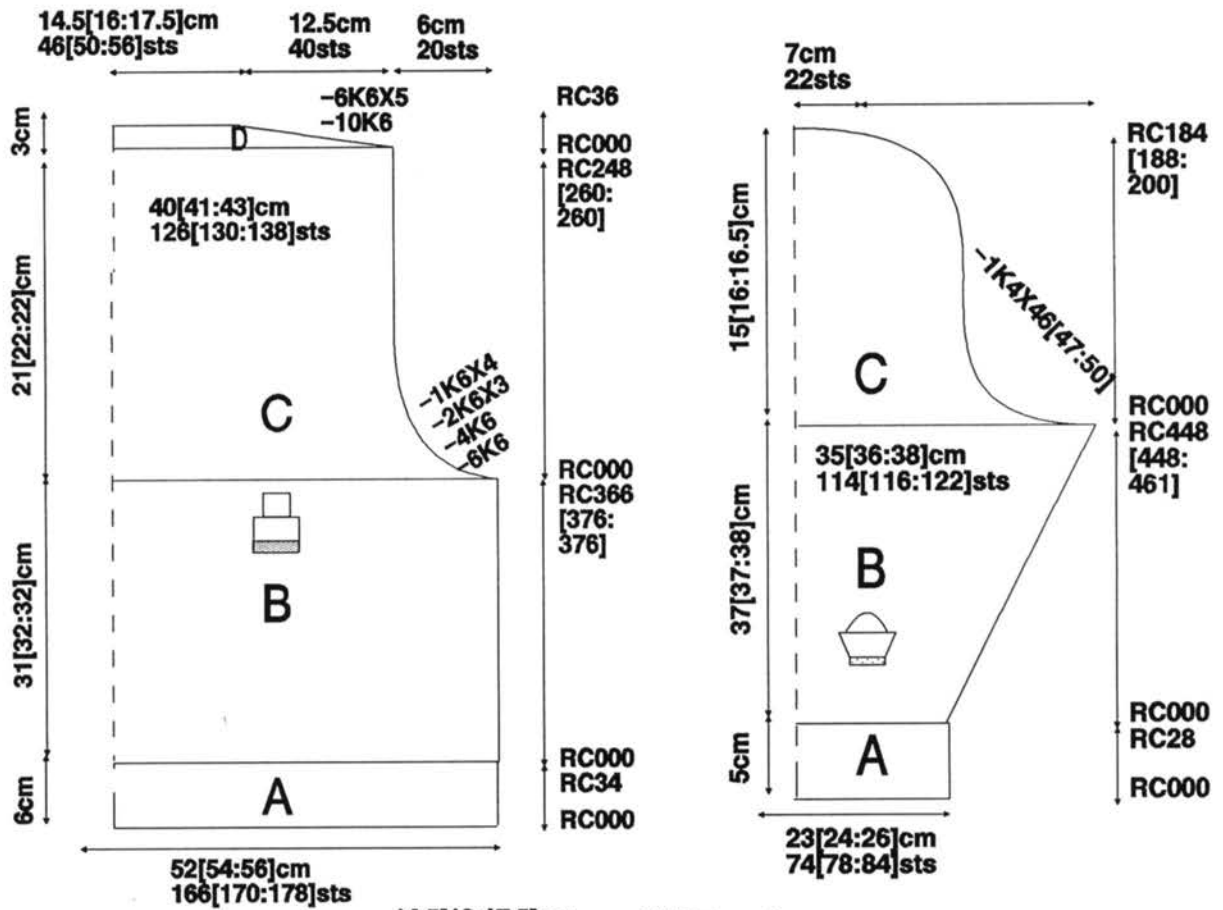 14.5[16:17.5]cm
46[50:56]sts
12.5cm
40sts
6cm
20sts
3cm
D
-6K6X5
-10K6
RC36
RC000
RC248
[260:
260]
40[41:43]cm
126[130:138]sts
21[22:22]cm
C
-1K6X4
-2K6X3
-4K6
-6K6
RC000
RC366
[376:
376]
31[32:32]cm
B
RC000
RC34
6cm
A
RC000
52[54:56]cm
166[170:178]sts
7cm
22sts
RC184
[188:
200]
15[16:16.5]cm
-1K4X46[47:50]
C
RC000
RC448
[448:
461]
35[36:38]cm
114[116:122]sts
37[37:38]cm
B
RC000
RC28
5cm
A
RC000
23[24:26]cm
74[78:84]sts